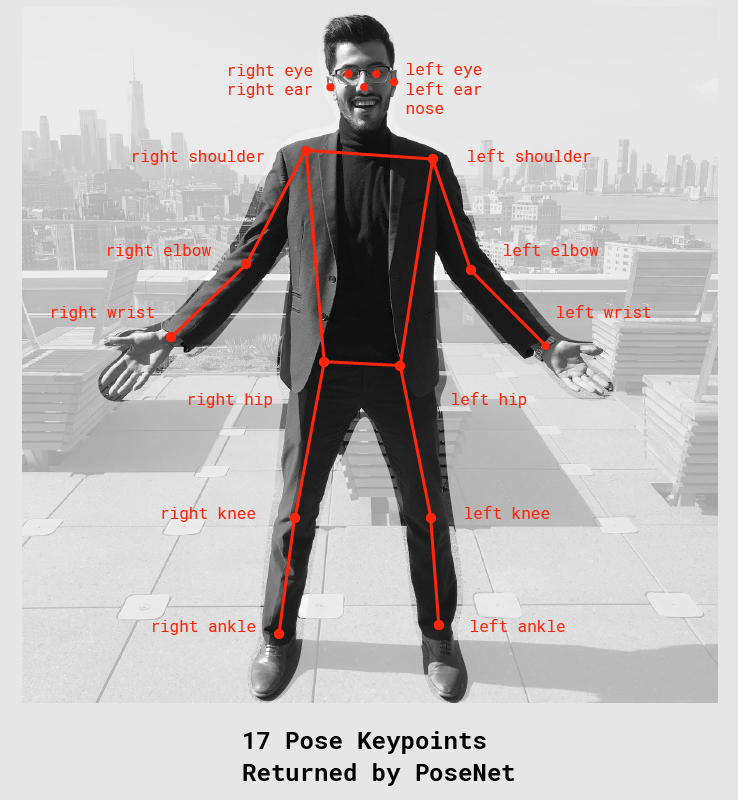 right eye
left eye
right ear
left ear
nose
right shoulder
left shoulder
right elbow
left elbow
right wrist
left wrist
right hip
left hip
right knee
left knee
right ankle
left ankle
17 Pose Keypoints
Returned by PoseNet